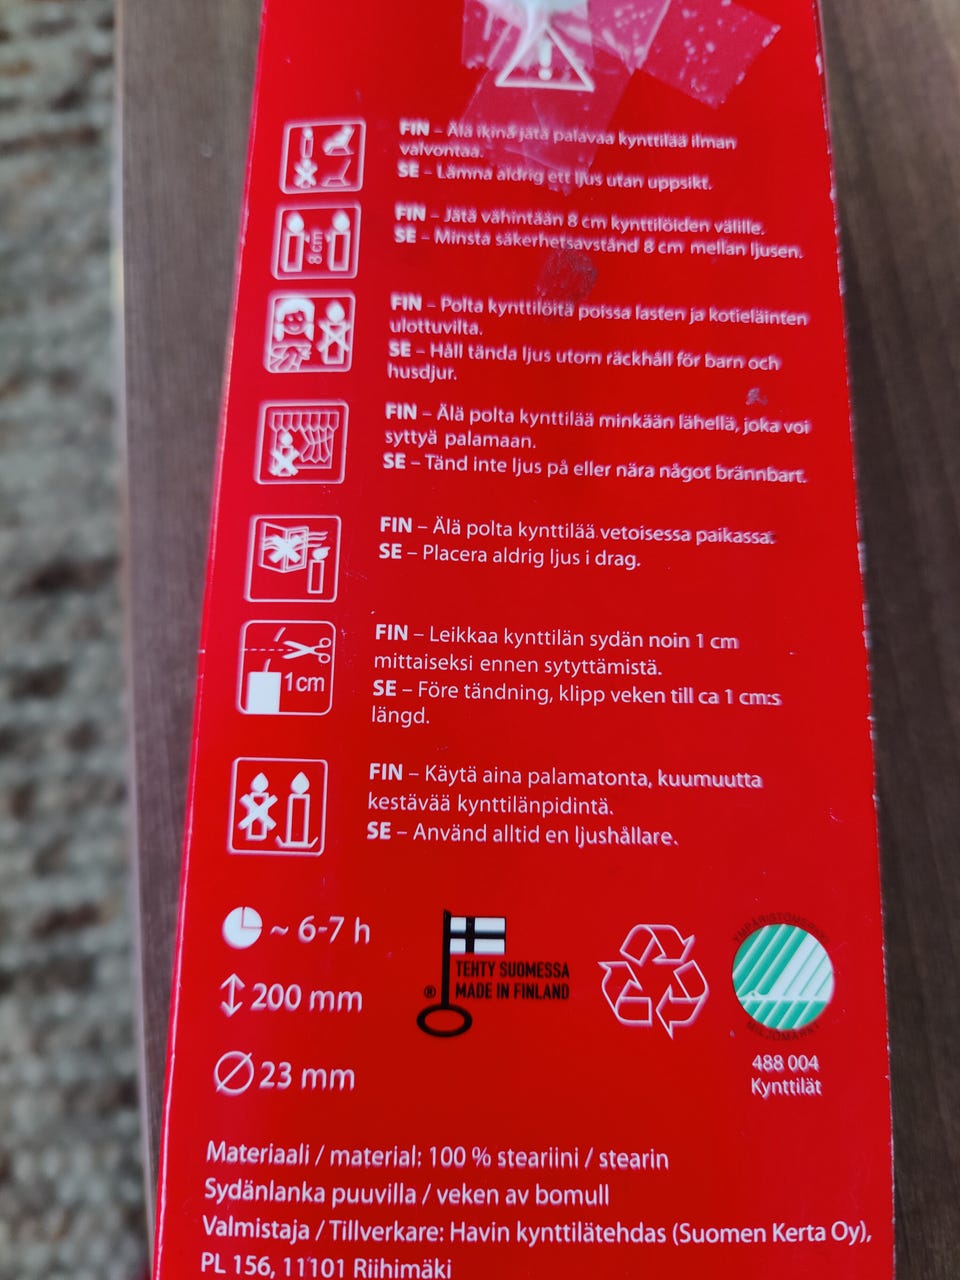 FIN – Älä ikinä jätä palavaa kynttilää ilman
valvontaa.
SE – Lämna aldrig ett ljus utan uppsikt.
8 cm
FIN – Jätä vähintään 8 cm kynttilöiden välille.
SE – Minsta säkerhetsavstånd 8 cm mellan ljusen.
FIN – Polta kynttilöitä poissa lasten ja kotieläinten
ulottuvilta.
SE – Håll tända ljus utom räckhåll för barn och
husdjur.
FIN – Älä polta kynttilää minkään lähellä, joka voi
syttyä palamaan.
SE – Tänd inte ljus på eller nära något brännbart.
FIN – Älä polta kynttilää vetoisessa paikassa.
SE – Placera aldrig ljus i drag.
1cm
FIN – Leikkaa kynttilän sydän noin 1 cm
mittaiseksi ennen sytyttämistä.
SE – Före tändning, klipp veken till ca 1 cm:s
längd.
FIN – Käytä aina palamatonta, kuumuutta
kestävää kynttilänpidintä.
SE – Använd alltid en ljushållare.
~ 6-7 h
200 mm
Ø 23 mm
TEHTY SUOMESSA
® MADE IN FINLAND
YMPÄRISTÖMERKKI
MILJÖMÄRKT
488 004
Kynttilät
Materiaali / material: 100 % steariini / stearin
Sydänlanka puuvilla / veken av bomull
Valmistaja / Tillverkare: Havin kynttilätehdas (Suomen Kerta Oy),
PL 156, 11101 Riihimäki